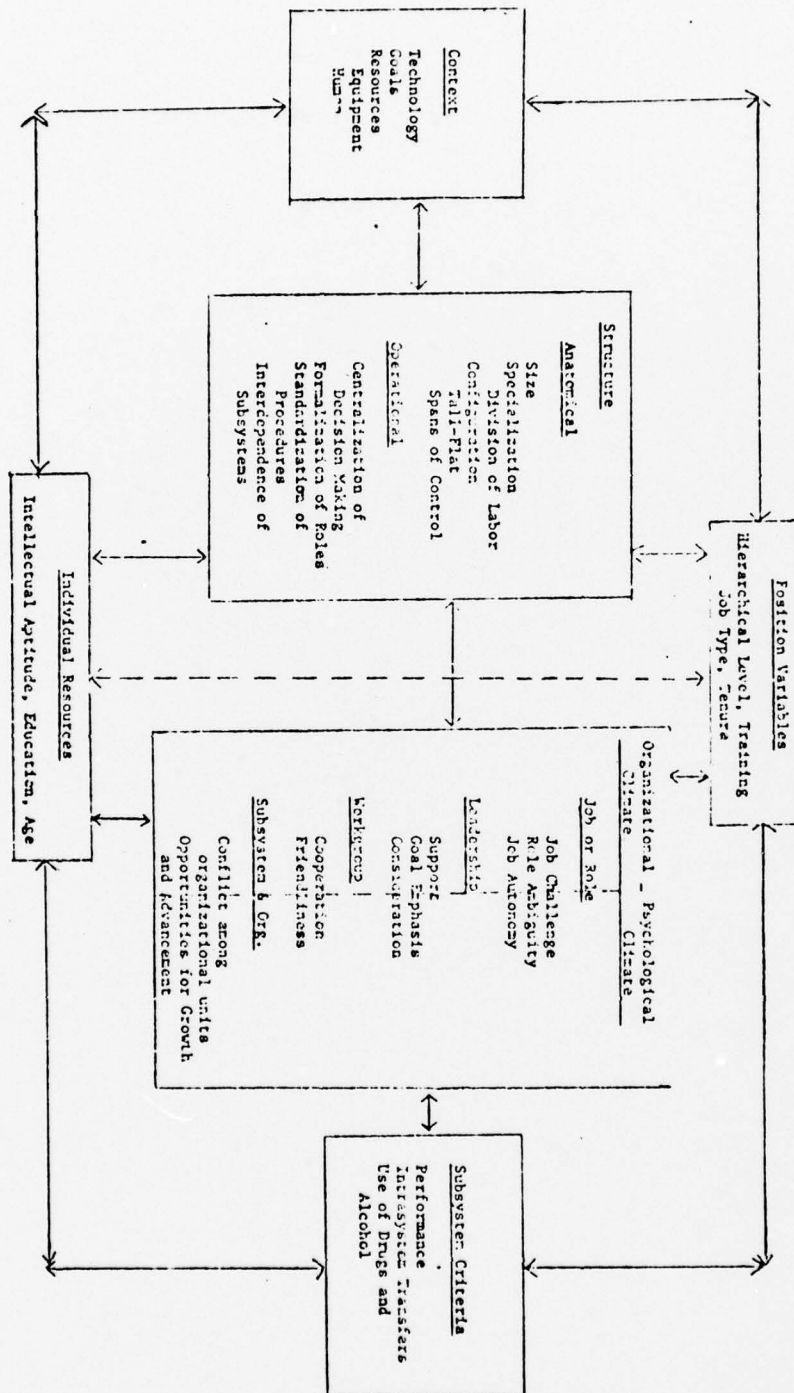 Position Variables
Hierarchical Level, Training
Job Type, Tenure
Context
Technology
Goals
Resources
Equipment
Human
Structure
Anatomical
Size
Specialization
Division of Labor
Configuration
Tall-Flat
Spans of Control
Operational
Centralization of
Decision Making
Formalization of Roles
Standardization of
Procedures
Interdependence of
Subsystems
Organizational - Psychological
Climate Climate
Job or Role
Job Challenge
Role Ambiguity
Job Autonomy
Leadership
Support
Goal Emphasis
Consideration
Workgroup
Cooperation
Friendliness
Subsystem & Org.
Conflict among
organizational units
Opportunities for Growth
and Advancement
Subsystem Criteria
Performance
Intrasystem Transfers
Use of Drugs and
Alcohol
Individual Resources
Intellectual Aptitude, Education, Age